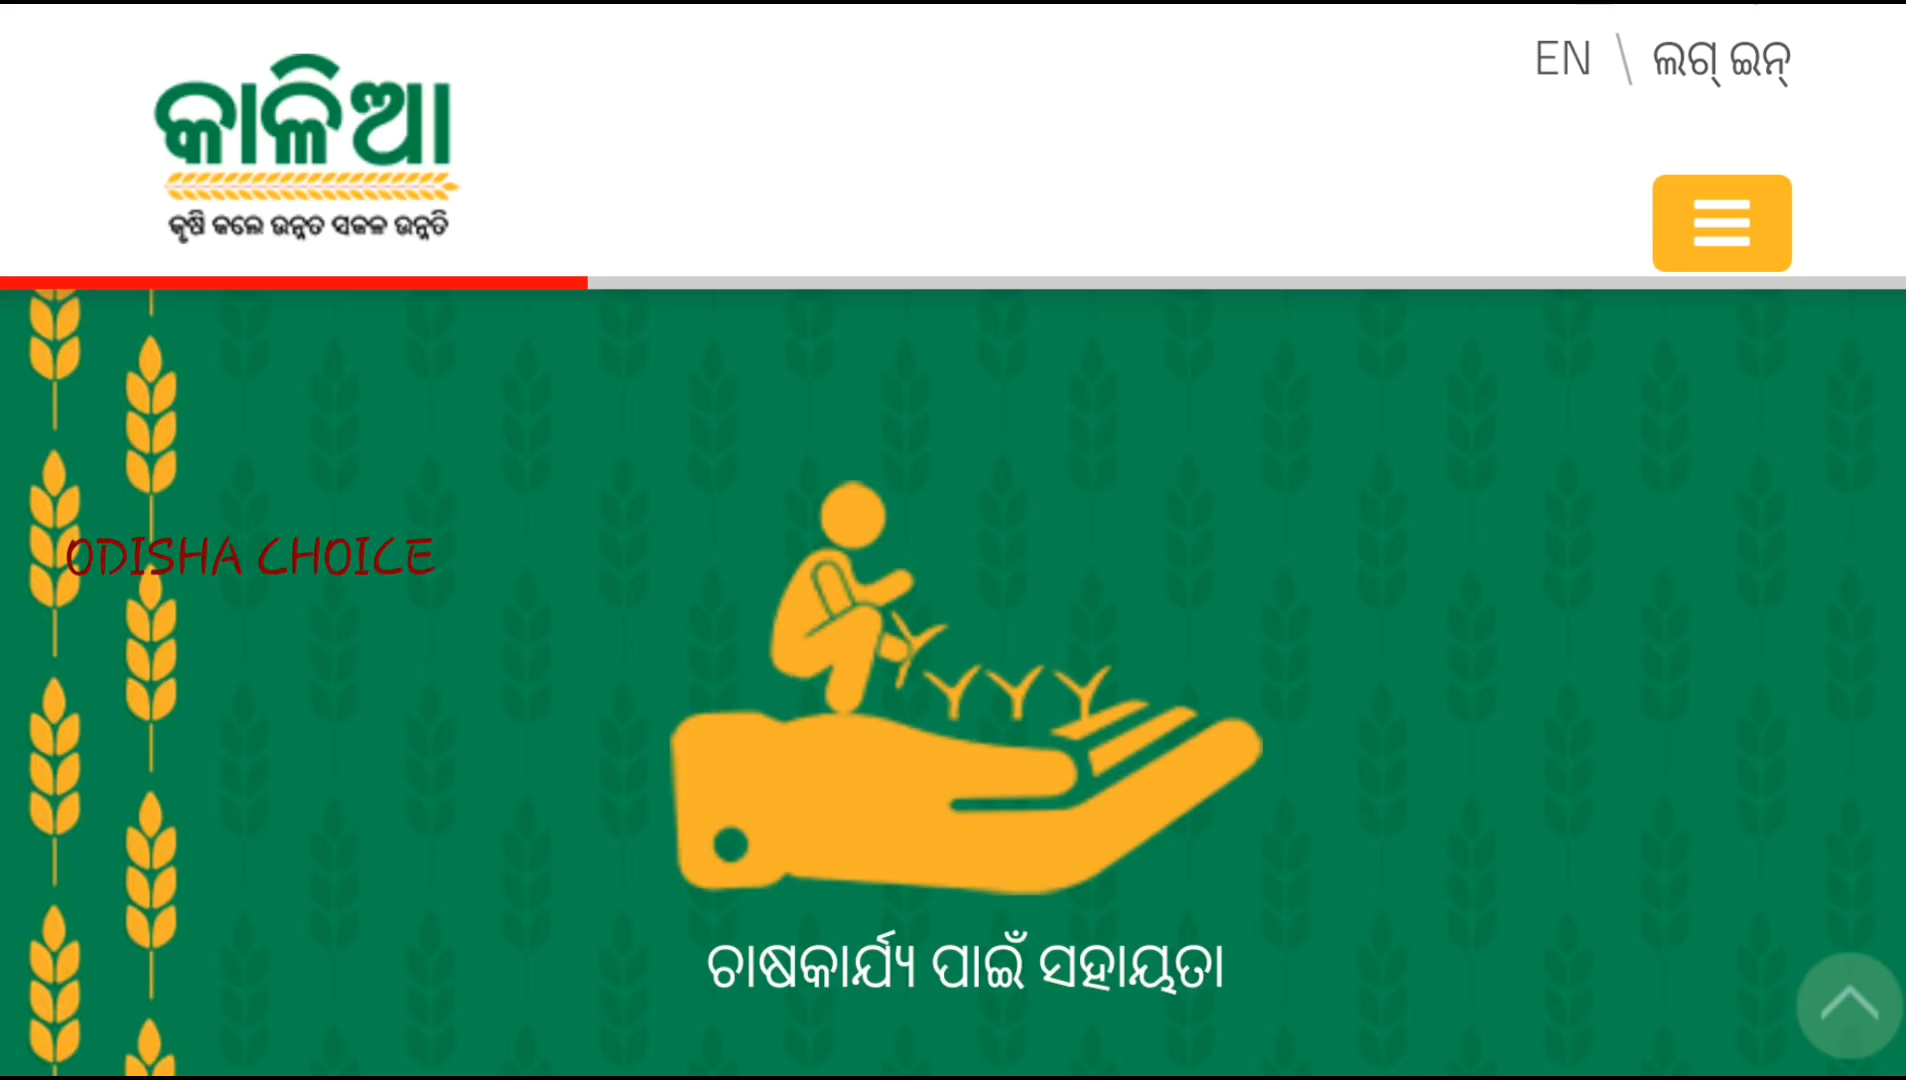 EN \ ଲଗ୍ ଇନ୍
କାଳିଆ
କୃଷି କଲେ ଉନ୍ନତ ସକଳ ଉନ୍ନତି
ODISHA CHOICE
ଚାଷକାର୍ଯ୍ୟ ପାଇଁ ସହାୟତା